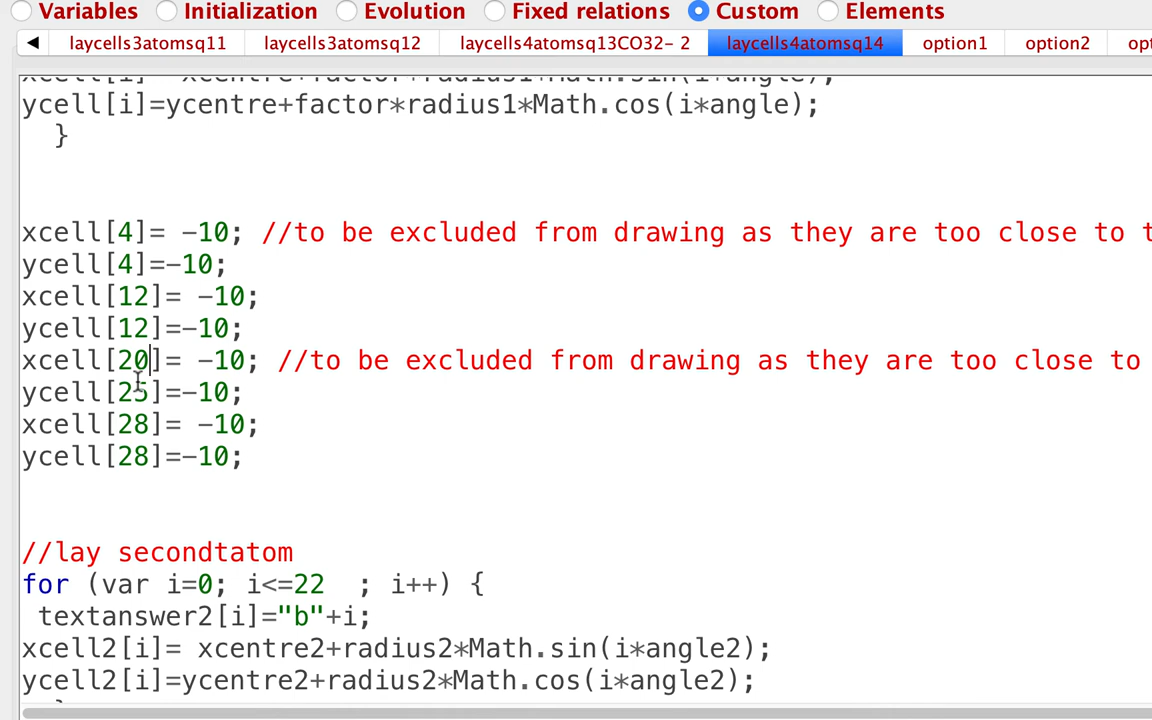 Variables Initialization Evolution Fixed relations Custom Elements
laycells3atomsq11 laycells3atomsq12 laycells4atomsq13CO32- 2 laycells4atomsq14 option1 option2
ycell[i]=ycentre+factor*radius1*Math.cos(i*angle);
}
xcell[4]= -10; //to be excluded from drawing as they are too close to
ycell[4]=-10;
xcell[12]= -10;
ycell[12]=-10;
xcell[20]= -10; //to be excluded from drawing as they are too close to
ycell[25]=-10;
xcell[28]= -10;
ycell[28]=-10;
//lay secondtatom
for (var i=0; i<=22 ; i++) {
textanswer2[i]="b"+i;
xcell2[i]= xcentre2+radius2*Math.sin(i*angle2);
ycell2[i]=ycentre2+radius2*Math.cos(i*angle2);